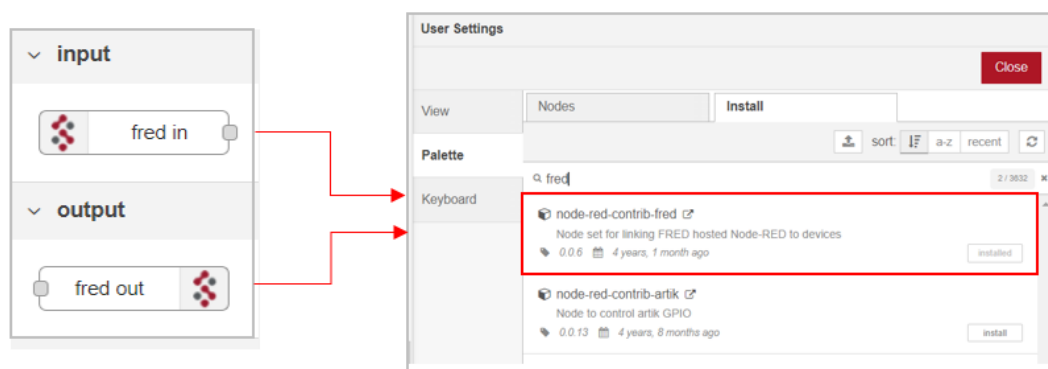 input
fred in
output
fred out
User Settings
Close
View
Palette
Keyboard
Nodes
Install
sort: a-z recent
fred
2 / 3632
node-red-contrib-fred
Node set for linking FRED hosted Node-RED to devices
0.0.6 4 years, 1 month ago
installed
node-red-contrib-artik
Node to control artik GPIO
0.0.13 4 years, 8 months ago
install